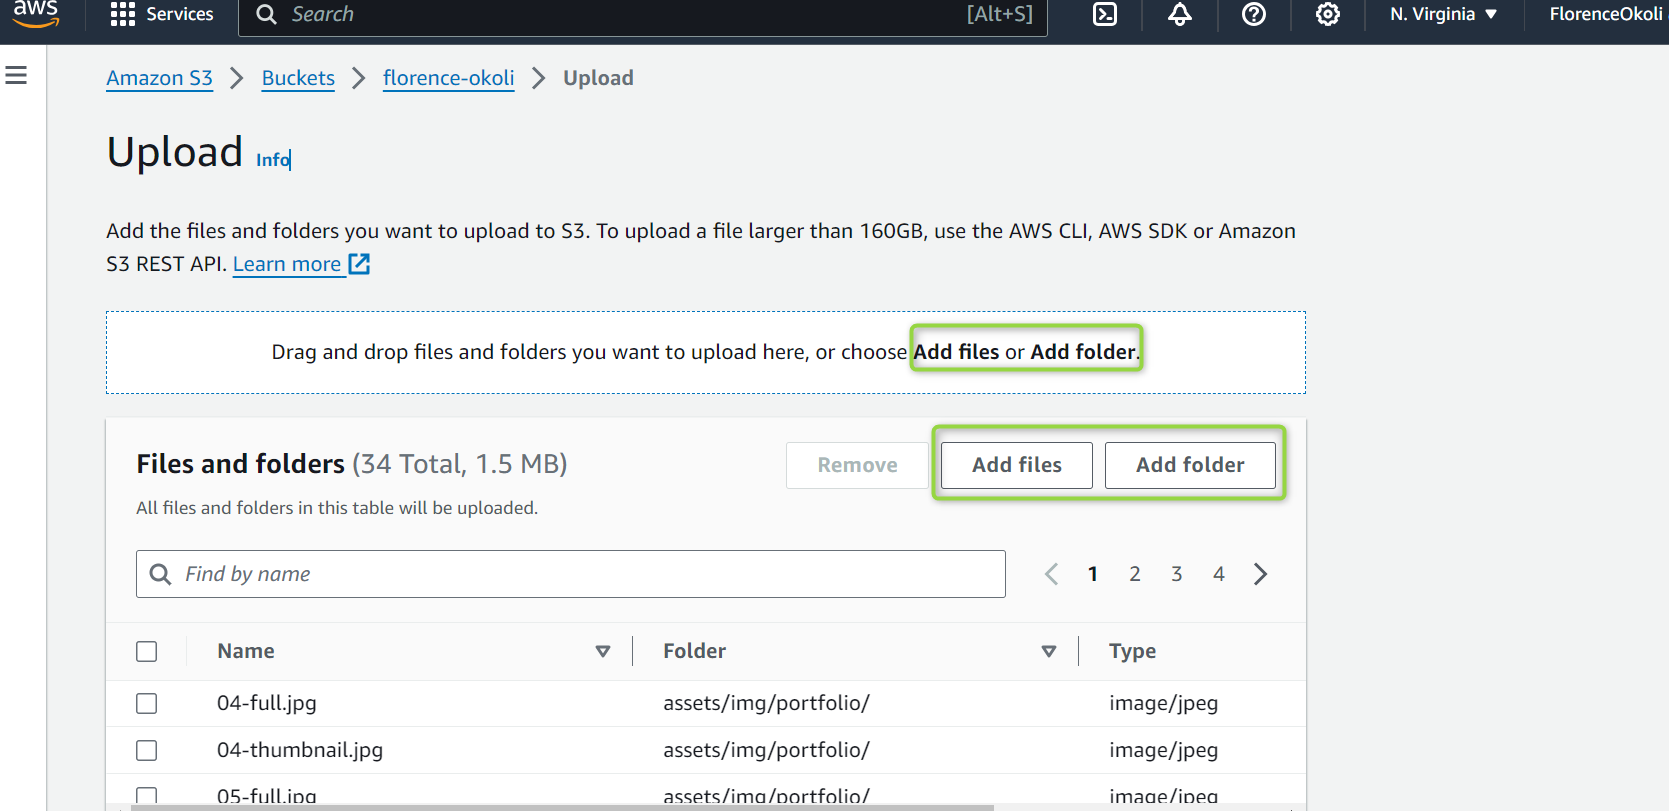 aws Services Search [Alt+S] N. Virginia FlorenceOkoli
Amazon S3 Buckets florence-okoli Upload
Upload Info
Add the files and folders you want to upload to S3. To upload a file larger than 160GB, use the AWS CLI, AWS SDK or Amazon
S3 REST API. Learn more
Drag and drop files and folders you want to upload here, or choose Add files or Add folder.
Files and folders (34 Total, 1.5 MB) Remove Add files Add folder
All files and folders in this table will be uploaded.
Find by name 1 2 3 4
Name Folder Type
04-full.jpg assets/img/portfolio/ image/jpeg
04-thumbnail.jpg assets/img/portfolio/ image/jpeg
05-full.jpg assets/img/portfolio/ image/jpeg